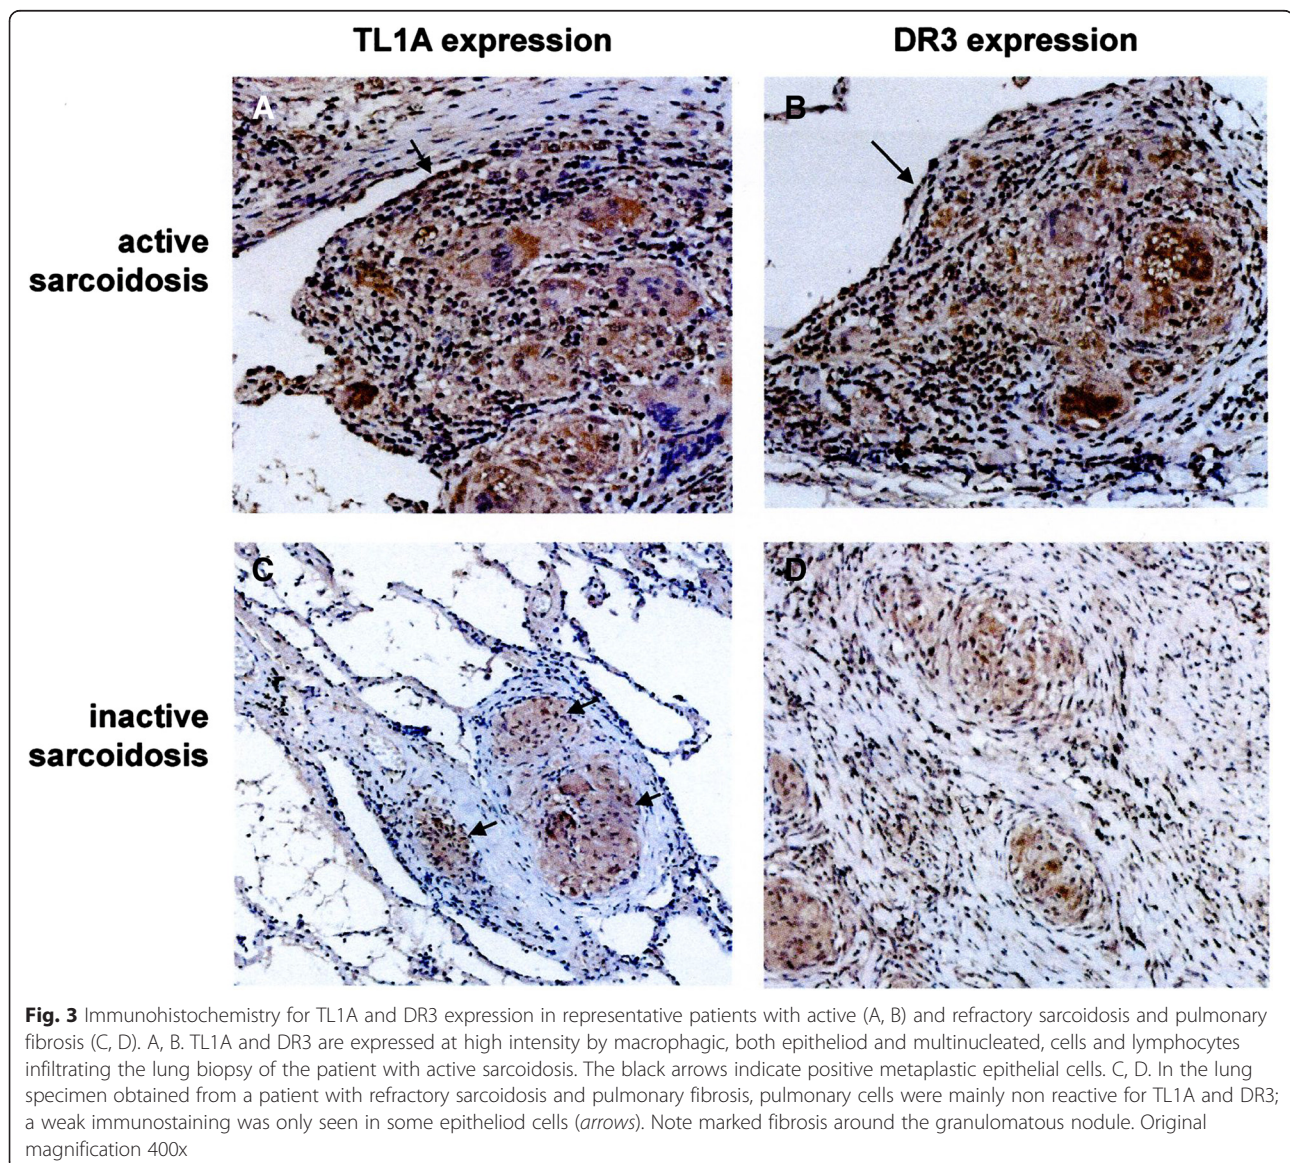 TL1A expression
DR3 expression
active
sarcoidosis
A
B
inactive
sarcoidosis
C
D
Fig. 3 Immunohistochemistry for TL1A and DR3 expression in representative patients with active (A, B) and refractory sarcoidosis and pulmonary
fibrosis (C, D). A, B. TL1A and DR3 are expressed at high intensity by macrophagic, both epitheliod and multinucleated, cells and lymphocytes
infiltrating the lung biopsy of the patient with active sarcoidosis. The black arrows indicate positive metaplastic epithelial cells. C, D. In the lung
specimen obtained from a patient with refractory sarcoidosis and pulmonary fibrosis, pulmonary cells were mainly non reactive for TL1A and DR3;
a weak immunostaining was only seen in some epitheliod cells (arrows). Note marked fibrosis around the granulomatous nodule. Original
magnification 400x